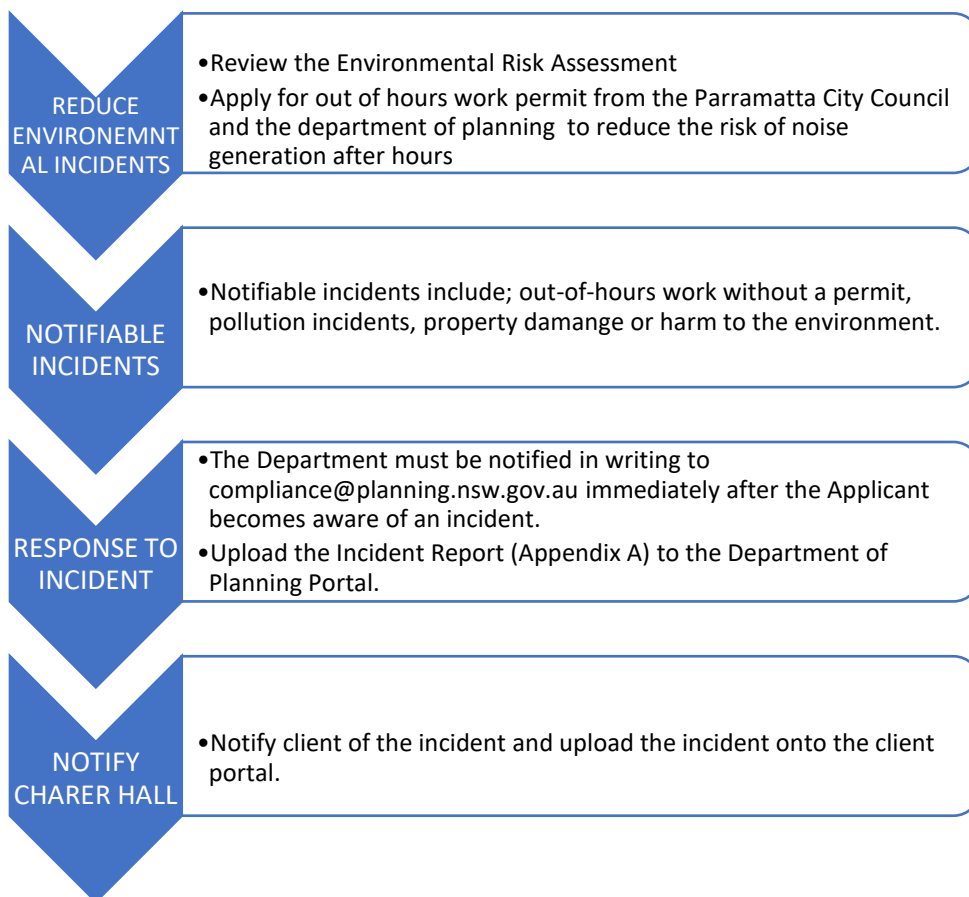 REDUCE
ENVIRONEMNT
AL INCIDENTS
•Review the Environmental Risk Assessment
•Apply for out of hours work permit from the Parramatta City Council
and the department of planning to reduce the risk of noise
generation after hours
NOTIFIABLE
INCIDENTS
•Notifiable incidents include; out-of-hours work without a permit,
pollution incidents, property damange or harm to the environment.
RESPONSE TO
INCIDENT
•The Department must be notified in writing to
compliance@planning.nsw.gov.au immediately after the Applicant
becomes aware of an incident.
•Upload the Incident Report (Appendix A) to the Department of
Planning Portal.
NOTIFY
CHARER HALL
•Notify client of the incident and upload the incident onto the client
portal.